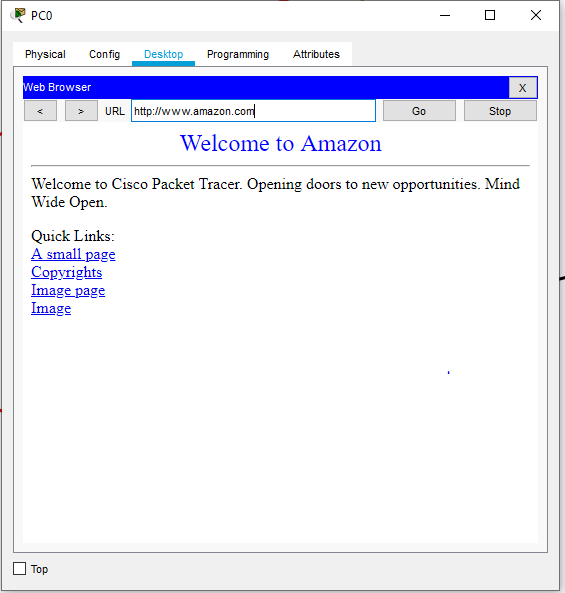 PC0
Physical Config Desktop Programming Attributes
Web Browser X
< > URL http://www.amazon.com Go Stop
Welcome to Amazon
Welcome to Cisco Packet Tracer. Opening doors to new opportunities. Mind
Wide Open.
Quick Links:
A small page
Copyrights
Image page
Image
Top